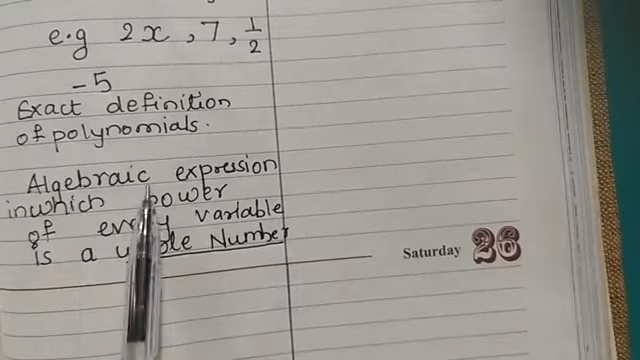 e.g 2x , 7 , 1/2
-5
Exact definition
of polynomials.
Algebraic expression
in which power
of every variable
is a whole Number
Saturday 26